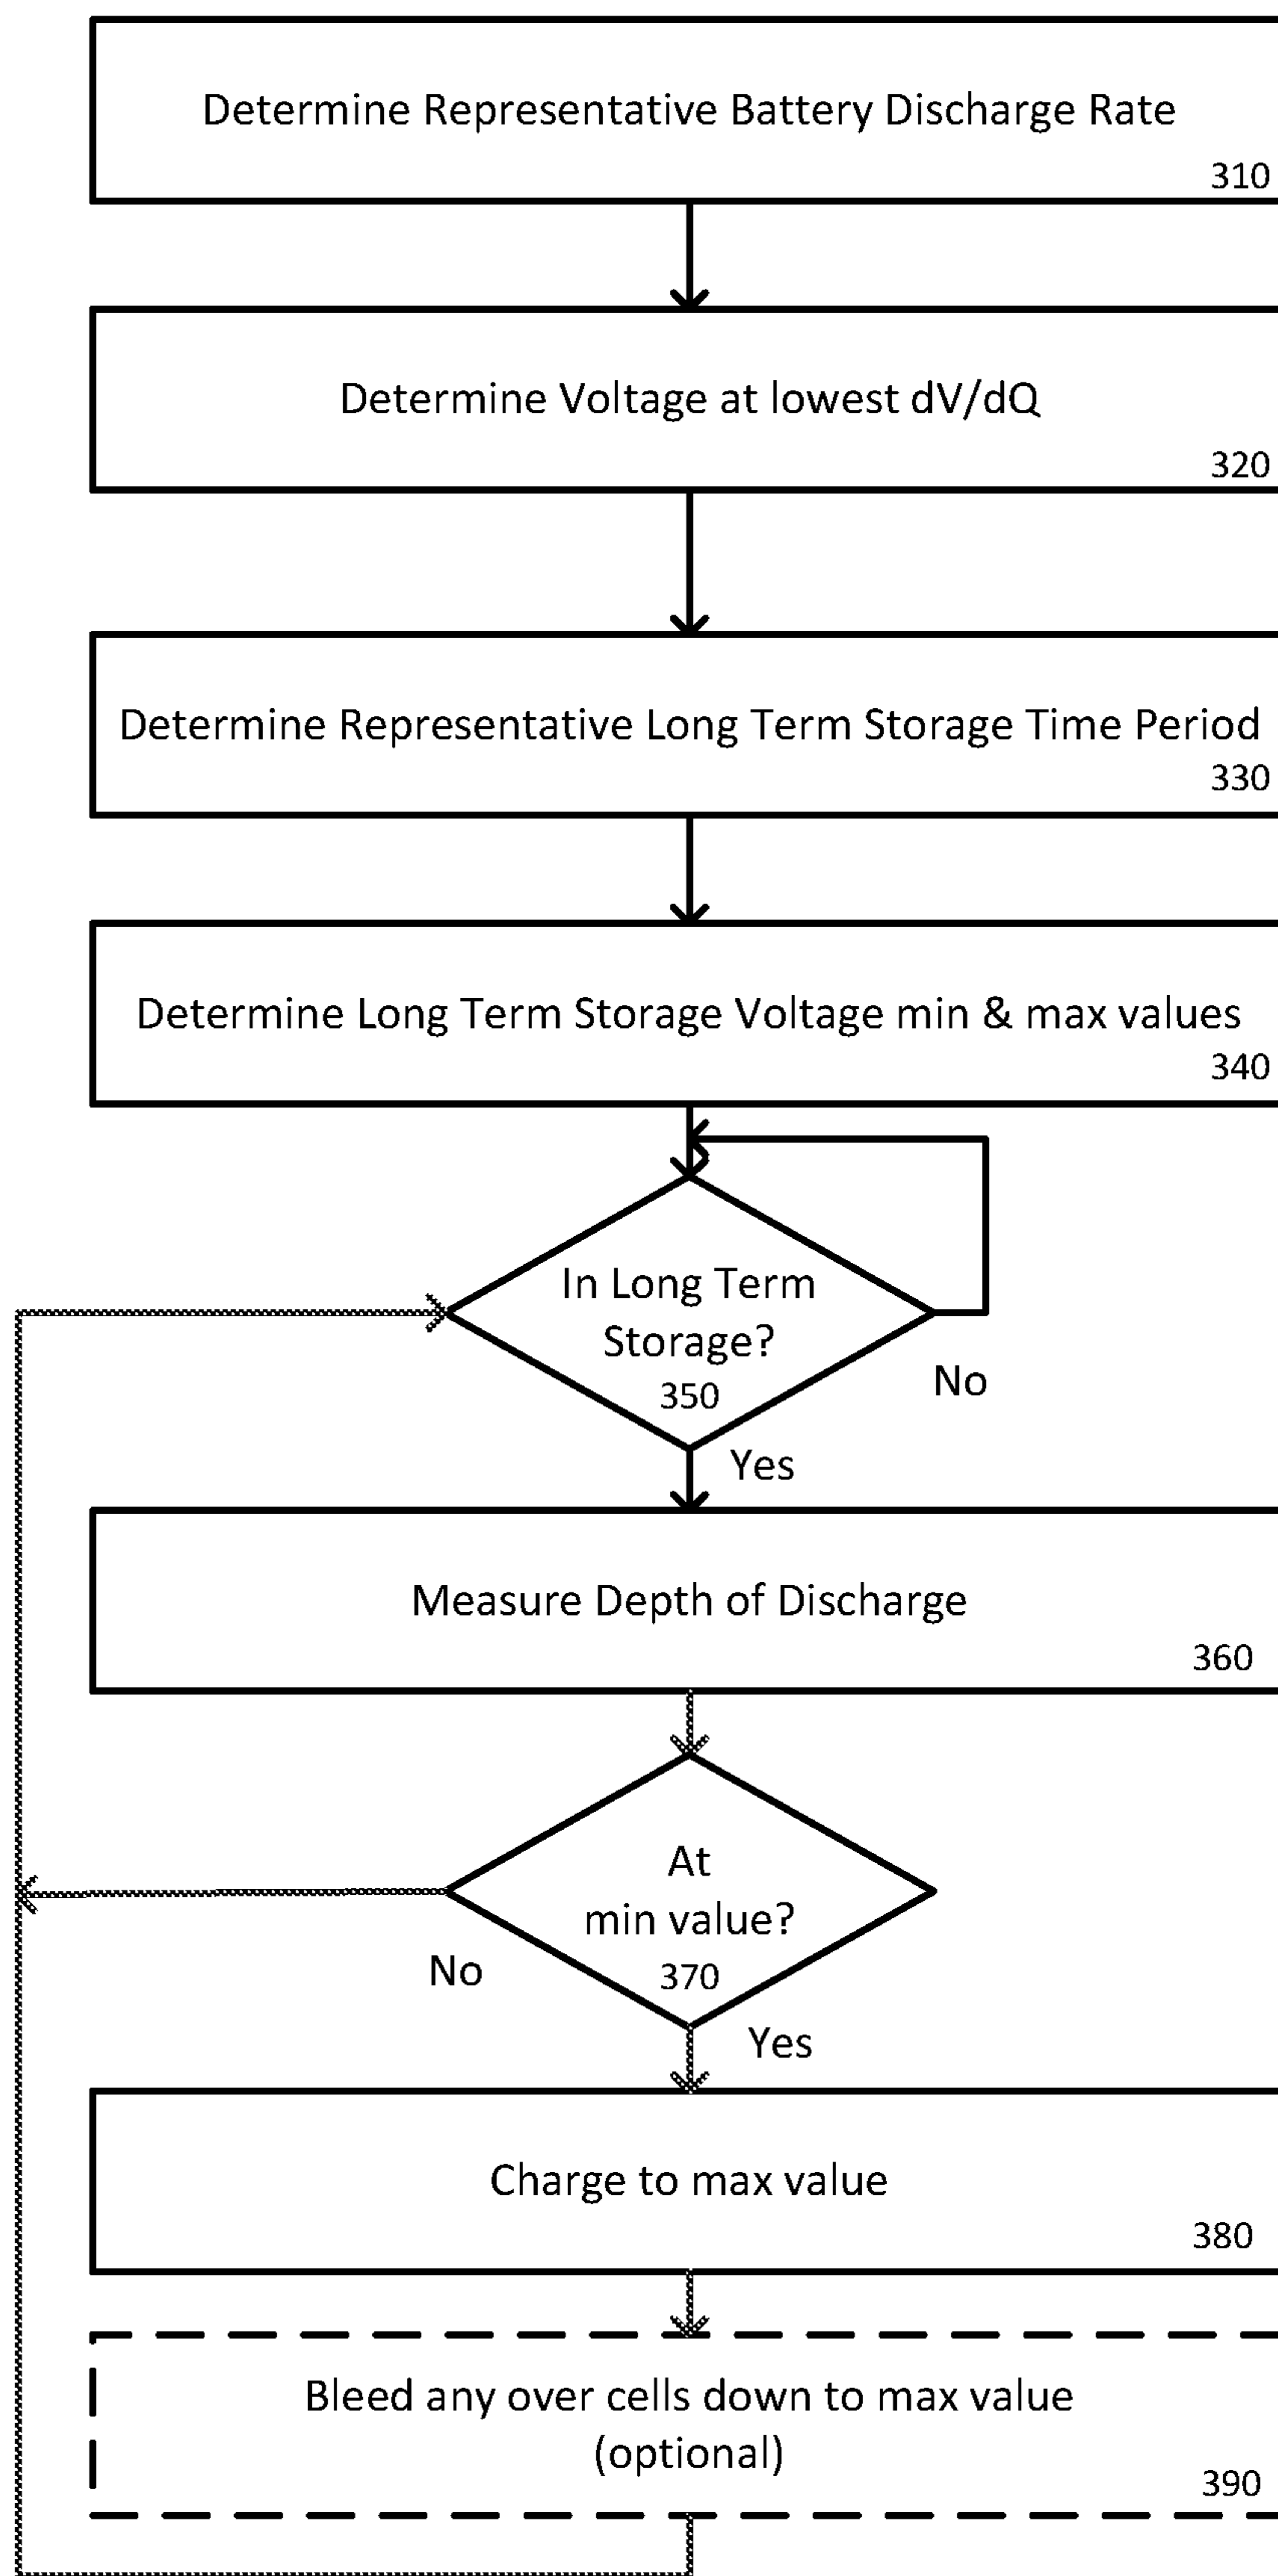 Determine Representative Battery Discharge Rate
310
Determine Voltage at lowest dV/dQ
320
Determine Representative Long Term Storage Time Period
330
Determine Long Term Storage Voltage min & max values
340
In Long Term
Storage?
350
No
Yes
Measure Depth of Discharge
360
At
min value?
370
No
Yes
Charge to max value
380
Bleed any over cells down to max value
(optional)
390